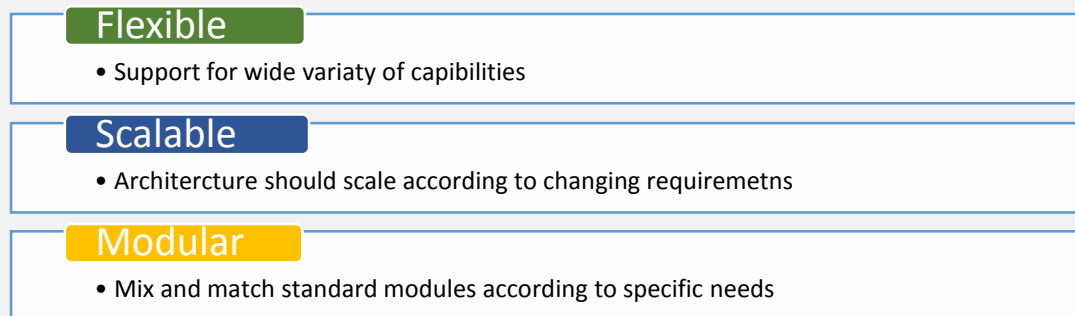 Flexible
• Support for wide variaty of capibilities
Scalable
• Architercture should scale according to changing requiremetns
Modular
• Mix and match standard modules according to specific needs